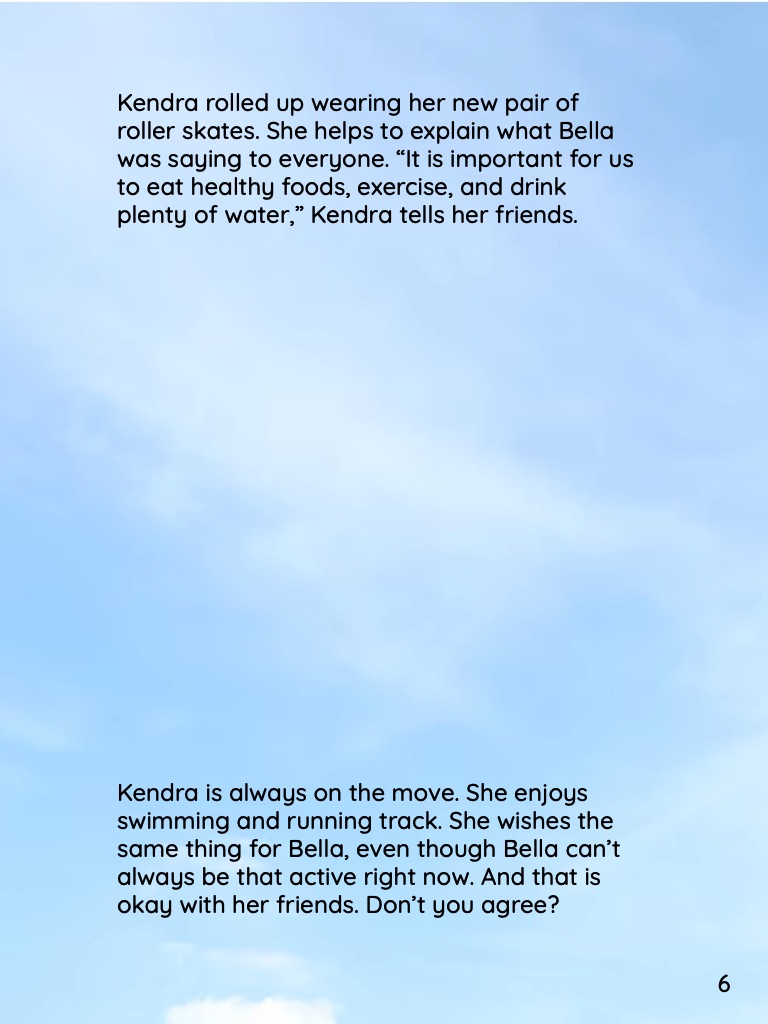 Kendra rolled up wearing her new pair of
roller skates. She helps to explain what Bella
was saying to everyone. “It is important for us
to eat healthy foods, exercise, and drink
plenty of water,” Kendra tells her friends.
Kendra is always on the move. She enjoys
swimming and running track. She wishes the
same thing for Bella, even though Bella can’t
always be that active right now. And that is
okay with her friends. Don’t you agree?
6